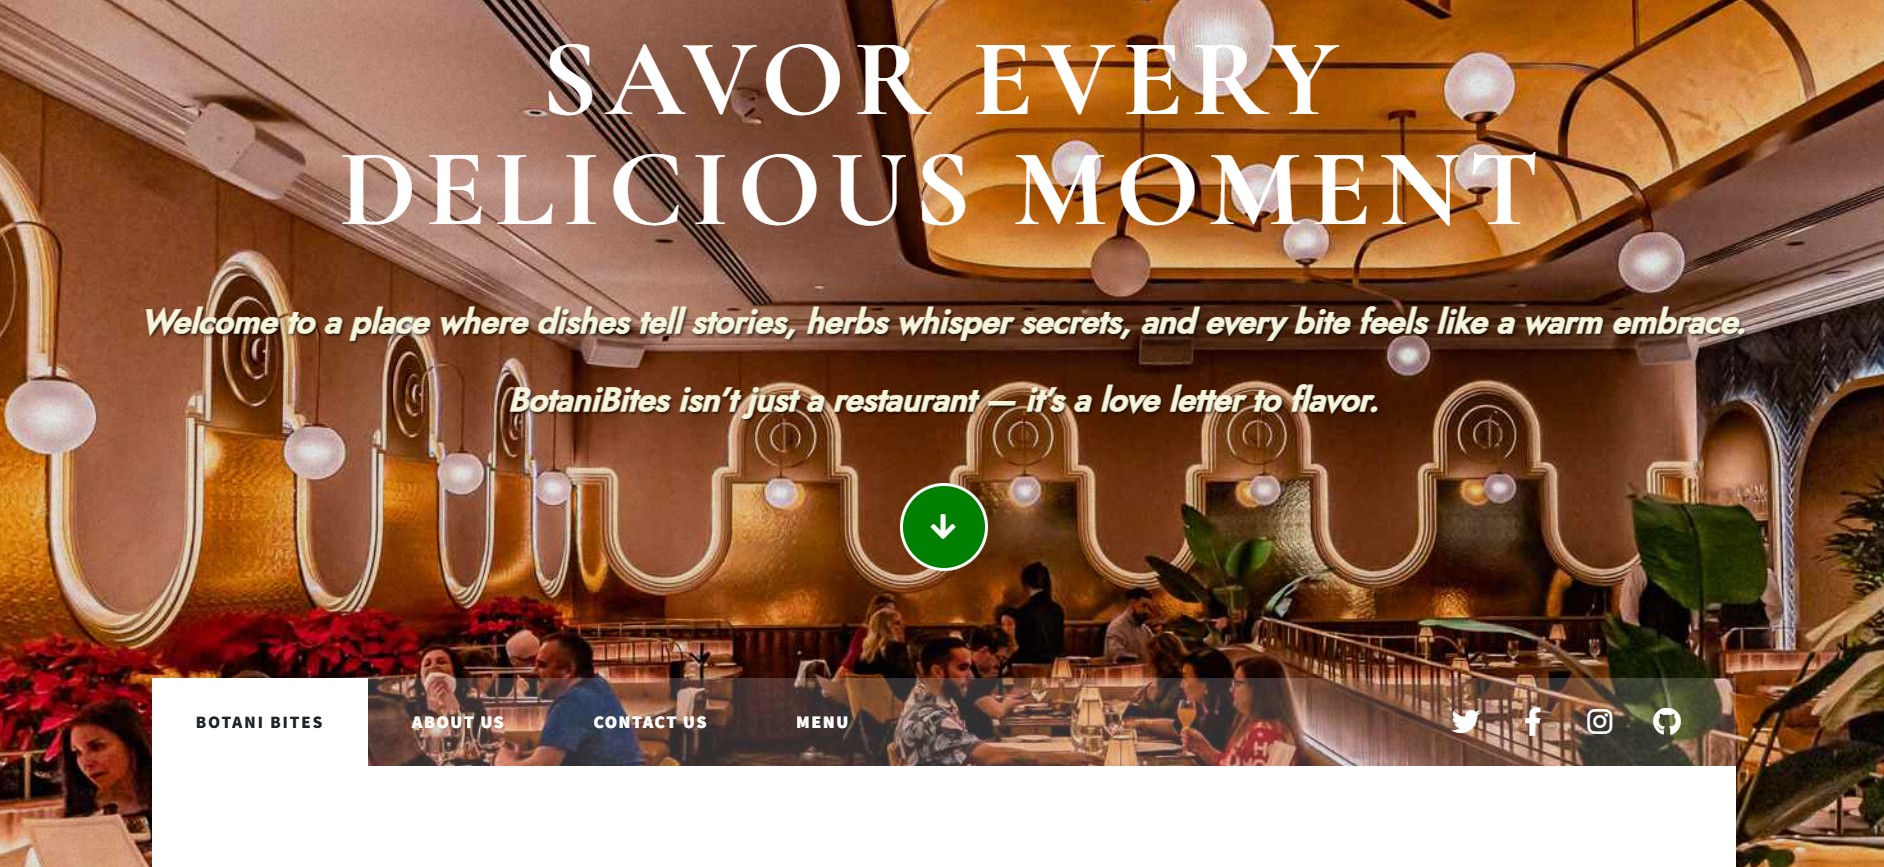 SAVOR EVERY
DELICIOUS MOMENT
Welcome to a place where dishes tell stories, herbs whisper secrets, and every bite feels like a warm embrace.
BotaniBites isn’t just a restaurant — it’s a love letter to flavor.
BOTANI BITES ABOUT US CONTACT US MENU